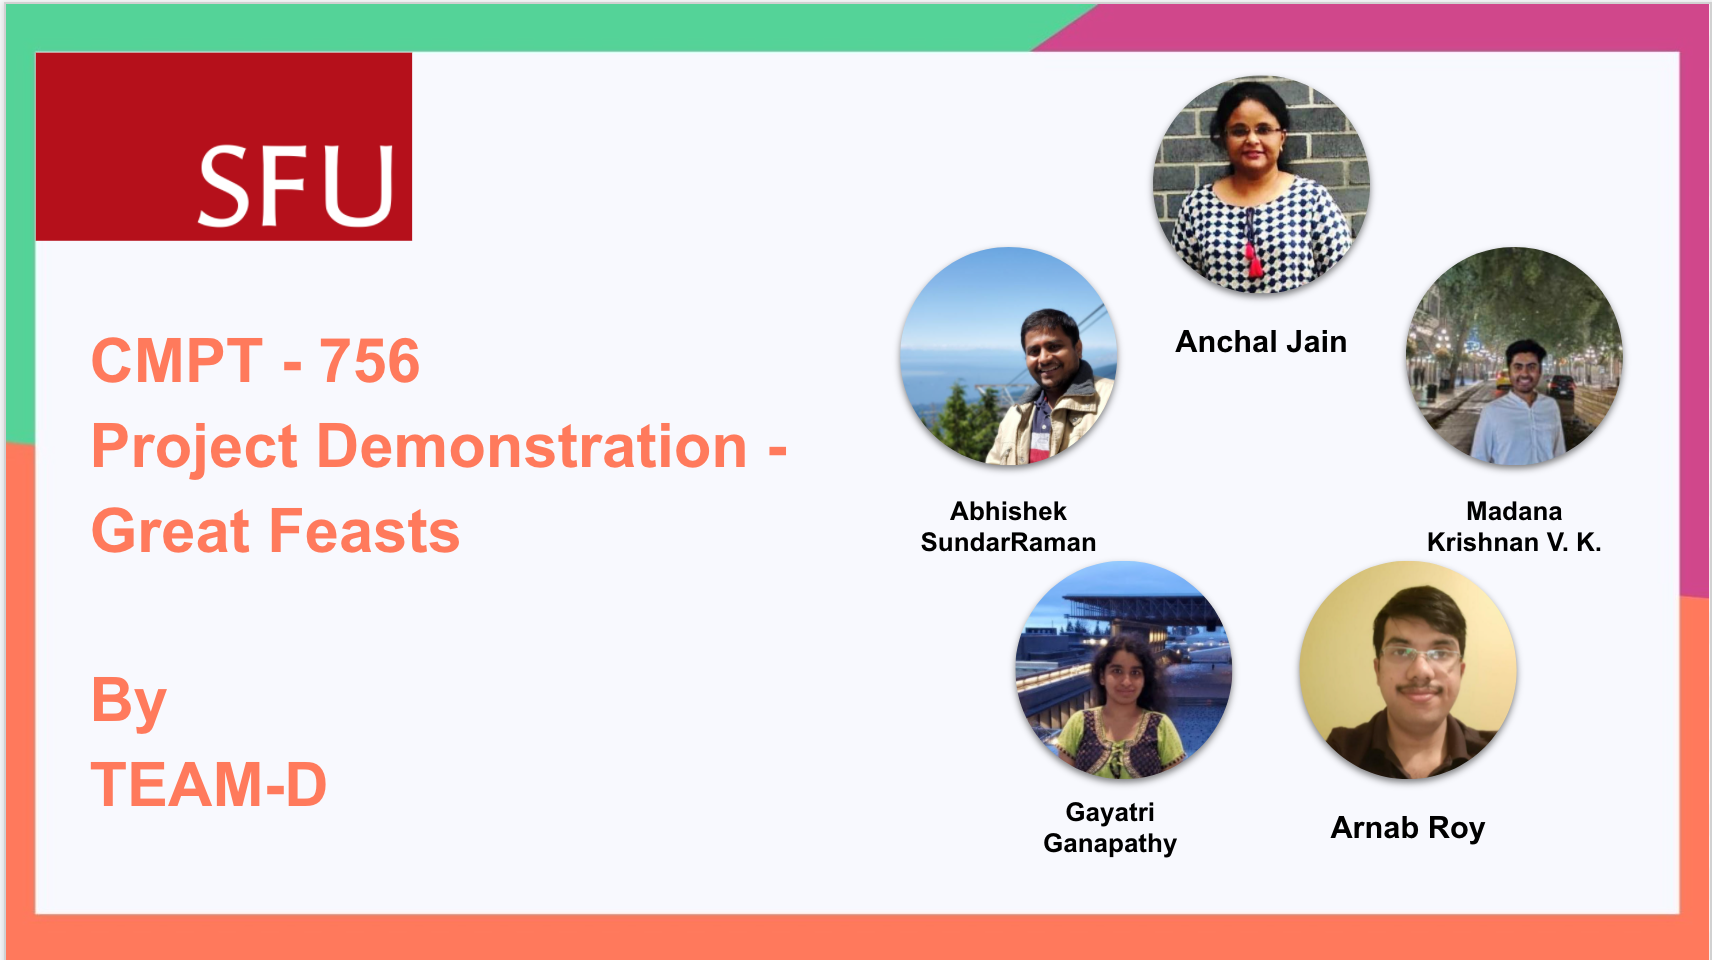 SFU
CMPT - 756
Project Demonstration -
Great Feasts
By
TEAM-D
Anchal Jain
Abhishek
SundarRaman
Madana
Krishnan V. K.
Gayatri
Ganapathy
Arnab Roy